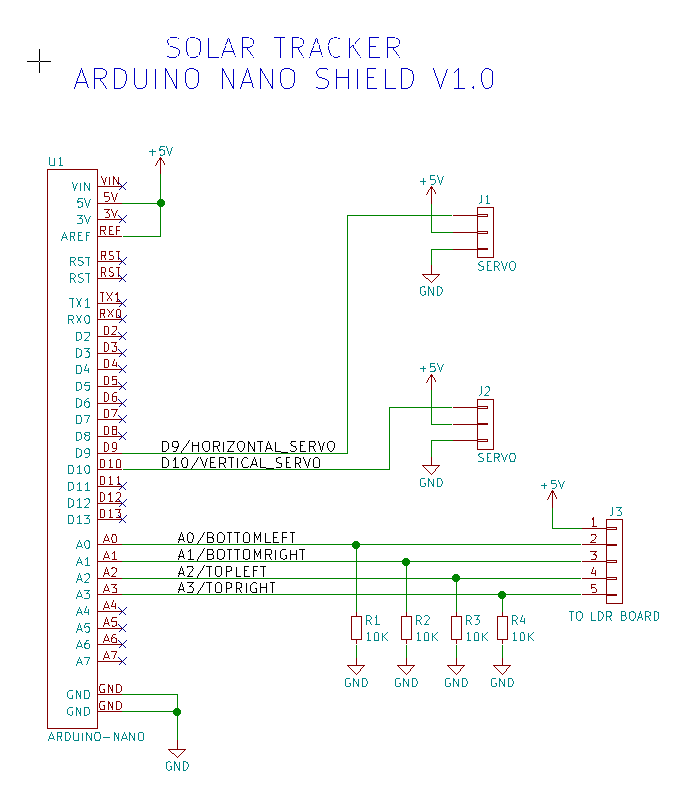 SOLAR TRACKER
ARDUINO NANO SHIELD V1.0
U1
+5V
VIN VIN
5V 5V
3V 3V
AREF REF
RST RST
RST RST
TX1 TX1
RX0 RX0
D2 D2
D3 D3
D4 D4
D5 D5
D6 D6
D7 D7
D8 D8
D9 D9 D9/HORIZONTAL_SERVO
D10 D10 D10/VERTICAL_SERVO
D11 D11
D12 D12
D13 D13
A0 A0 A0/BOTTOMLEFT
A1 A1 A1/BOTTOMRIGHT
A2 A2 A2/TOPLEFT
A3 A3 A3/TOPRIGHT
A4 A4
A5 A5
A6 A6
A7 A7
GND GND
GND GND
ARDUINO-NANO
GND
+5V
J1
SERVO
GND
+5V
J2
SERVO
GND
+5V
J3
1
2
3
4
5
TO LDR BOARD
R1 R2 R3 R4
10K 10K 10K 10K
GND GND GND GND